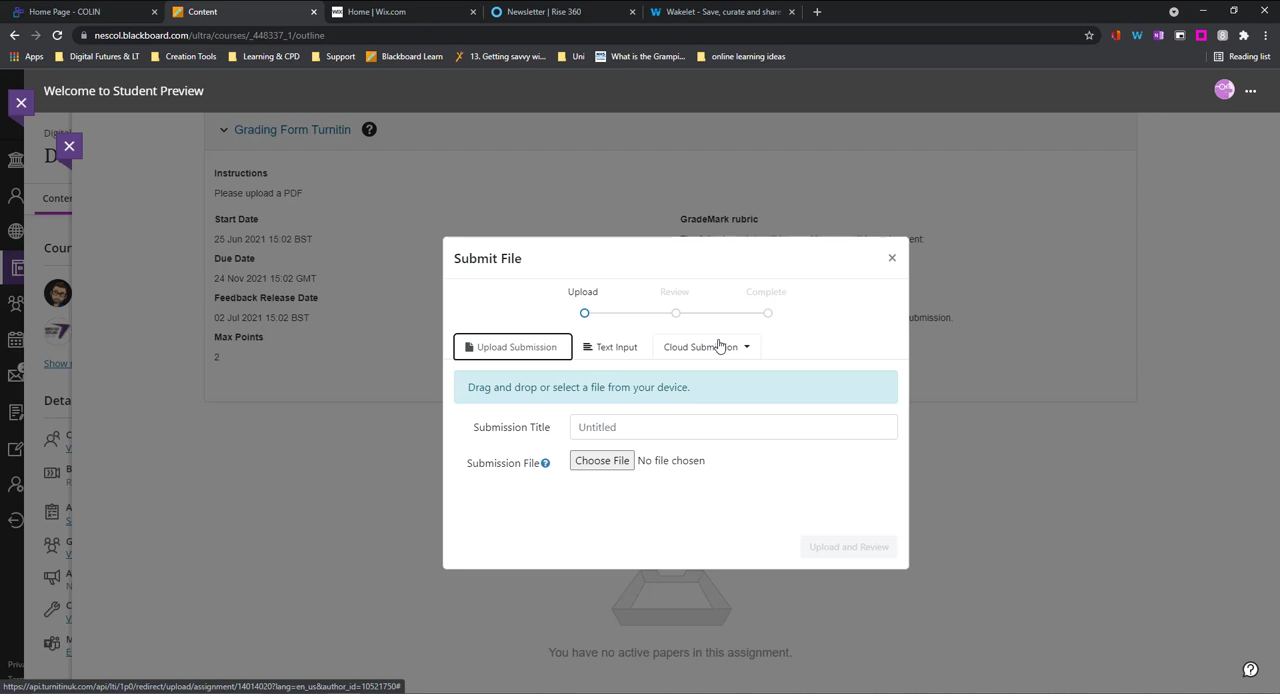 Home Page - COLIN
Content
Home | Wix.com
Newsletter | Rise 360
Wakelet - Save, curate and share
nescol.blackboard.com/ultra/courses/_448337_1/outline
Apps
Digital Futures & LT
Creation Tools
Learning & CPD
Support
Blackboard Learn
13. Getting savvy wi...
Uni
What is the Grampi...
online learning ideas
Reading list
Welcome to Student Preview
Grading Form Turnitin
Instructions
Please upload a PDF
Start Date
25 Jun 2021 15:02 BST
Due Date
24 Nov 2021 15:02 GMT
Feedback Release Date
02 Jul 2021 15:02 BST
Max Points
2
GradeMark rubric
Submit File
Upload
Review
Complete
Upload Submission
Text Input
Drag and drop or select a file from your device.
Submission Title
Untitled
Submission File
Choose File No file chosen
Upload and Review
You have no active papers in this assignment.
Show
https://api.turnitinuk.com/api/lti/1p0/redirect/upload/assignment/14014020?lang=en_us&author_id=10521750#